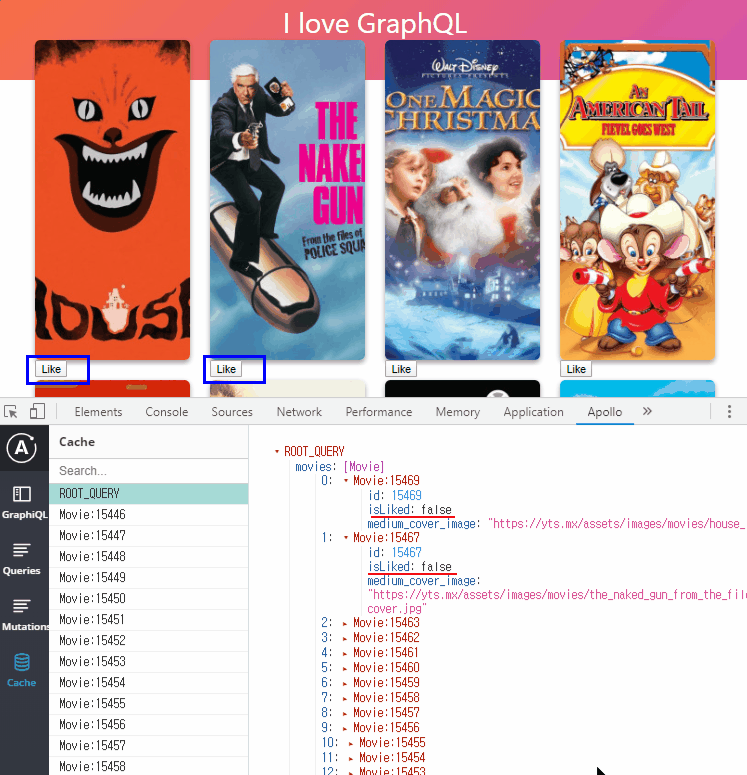 I love GraphQL
HOUSE
THE
NAKED
GUN
From the files of
POLICE SQUA
WALT DISNEY
PICTURES PRESENTS
ONE MAGIC
CHRISTMA
AN
AMERICAN TAIL
FIEVEL GOES WEST
Like
Like
Like
Like
Elements
Console
Sources
Network
Performance
Memory
Application
Apollo
»
A
GraphiQL
Queries
Mutations
Cache
Cache
Search...
ROOT_QUERY
Movie:15446
Movie:15447
Movie:15448
Movie:15449
Movie:15450
Movie:15451
Movie:15452
Movie:15453
Movie:15454
Movie:15455
Movie:15456
Movie:15457
Movie:15458
▾ ROOT_QUERY
movies: [Movie]
0: ▾ Movie:15469
id: 15469
isLiked: false
medium_cover_image: "https://yts.mx/assets/images/movies/house_
1: ▾ Movie:15467
id: 15467
isLiked: false
medium_cover_image:
"https://yts.mx/assets/images/movies/the_naked_gun_from_the_file
cover.jpg"
2: ▸ Movie:15463
3: ▸ Movie:15462
4: ▸ Movie:15461
5: ▸ Movie:15460
6: ▸ Movie:15459
7: ▸ Movie:15458
8: ▸ Movie:15457
9: ▸ Movie:15456
10: ▸ Movie:15455
11: ▸ Movie:15454
12: ▸ Movie:15453